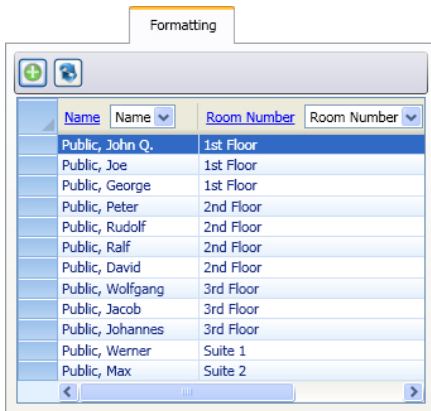 Formatting
Name Name Room Number Room Number
Public, John Q. 1st Floor
Public, Joe 1st Floor
Public, George 1st Floor
Public, Peter 2nd Floor
Public, Rudolf 2nd Floor
Public, Ralf 2nd Floor
Public, David 2nd Floor
Public, Wolfgang 3rd Floor
Public, Jacob 3rd Floor
Public, Johannes 3rd Floor
Public, Werner Suite 1
Public, Max Suite 2